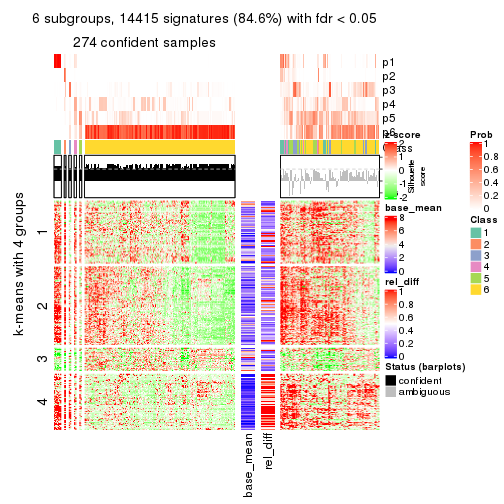 6 subgroups, 14415 signatures (84.6%) with fdr < 0.05
274 confident samples
p1
p2
p3
p4
p5
p6
Class
z-score
2
1
0
-1
-2
Silhouette
score
Prob
1
0.8
0.6
0.4
0.2
0
Class
1
2
3
4
5
6
base_mean
8
6
4
2
0
rel_diff
1
0.8
0.6
0.4
0.2
0
Status (barplots)
confident
ambiguous
k-means with 4 groups
1
2
3
4
base_mean
rel_diff